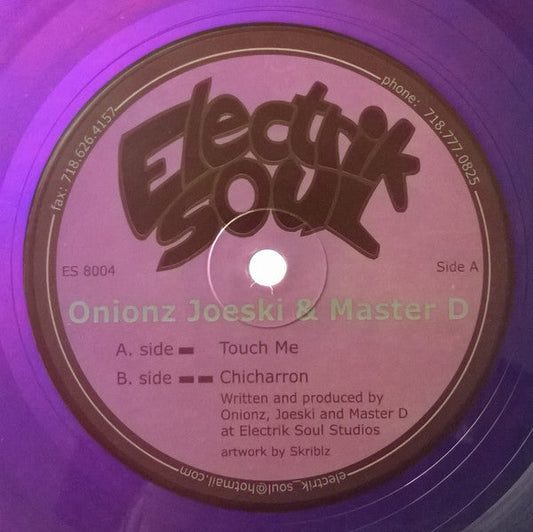 Electrik
SOUL
fax: 718.626.4157
phone: 718.777.0825
ES 8004
Side A
Onionz Joeski & Master D
A. side Touch Me
B. side Chicharron
Written and produced by
Onionz, Joeski and Master D
at Electrik Soul Studios
artwork by Skriblz
electrik_soul@hotmail.com